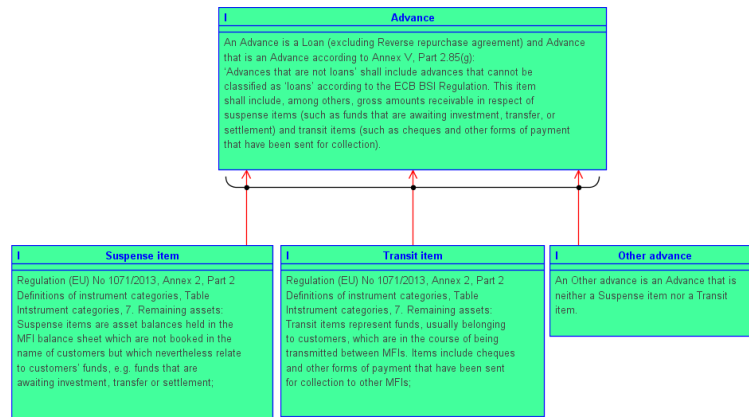 I Advance
An Advance is a Loan (excluding Reverse repurchase agreement) and Advance
that is an Advance according to Annex V, Part 2.85(g):
'Advances that are not loans' shall include advances that cannot be
classified as 'loans' according to the ECB BSI Regulation. This item
shall include, among others, gross amounts receivable in respect of
suspense items (such as funds that are awaiting investment, transfer, or
settlement) and transit items (such as cheques and other forms of payment
that have been sent for collection).
I Suspense item
Regulation (EU) No 1071/2013, Annex 2, Part 2
Definitions of instrument categories, Table
Intstrument categories, 7. Remaining assets:
Suspense items are asset balances held in the
MFI balance sheet which are not booked in the
name of customers but which nevertheless relate
to customers' funds, e.g. funds that are
awaiting investment, transfer or settlement;
I Transit item
Regulation (EU) No 1071/2013, Annex 2, Part 2
Definitions of instrument categories, Table
Intstrument categories, 7. Remaining assets:
Transit items represent funds, usually belonging
to customers, which are in the course of being
transmitted between MFIs. Items include cheques
and other forms of payment that have been sent
for collection to other MFIs;
I Other advance
An Other advance is an Advance that is
neither a Suspense item nor a Transit
item.